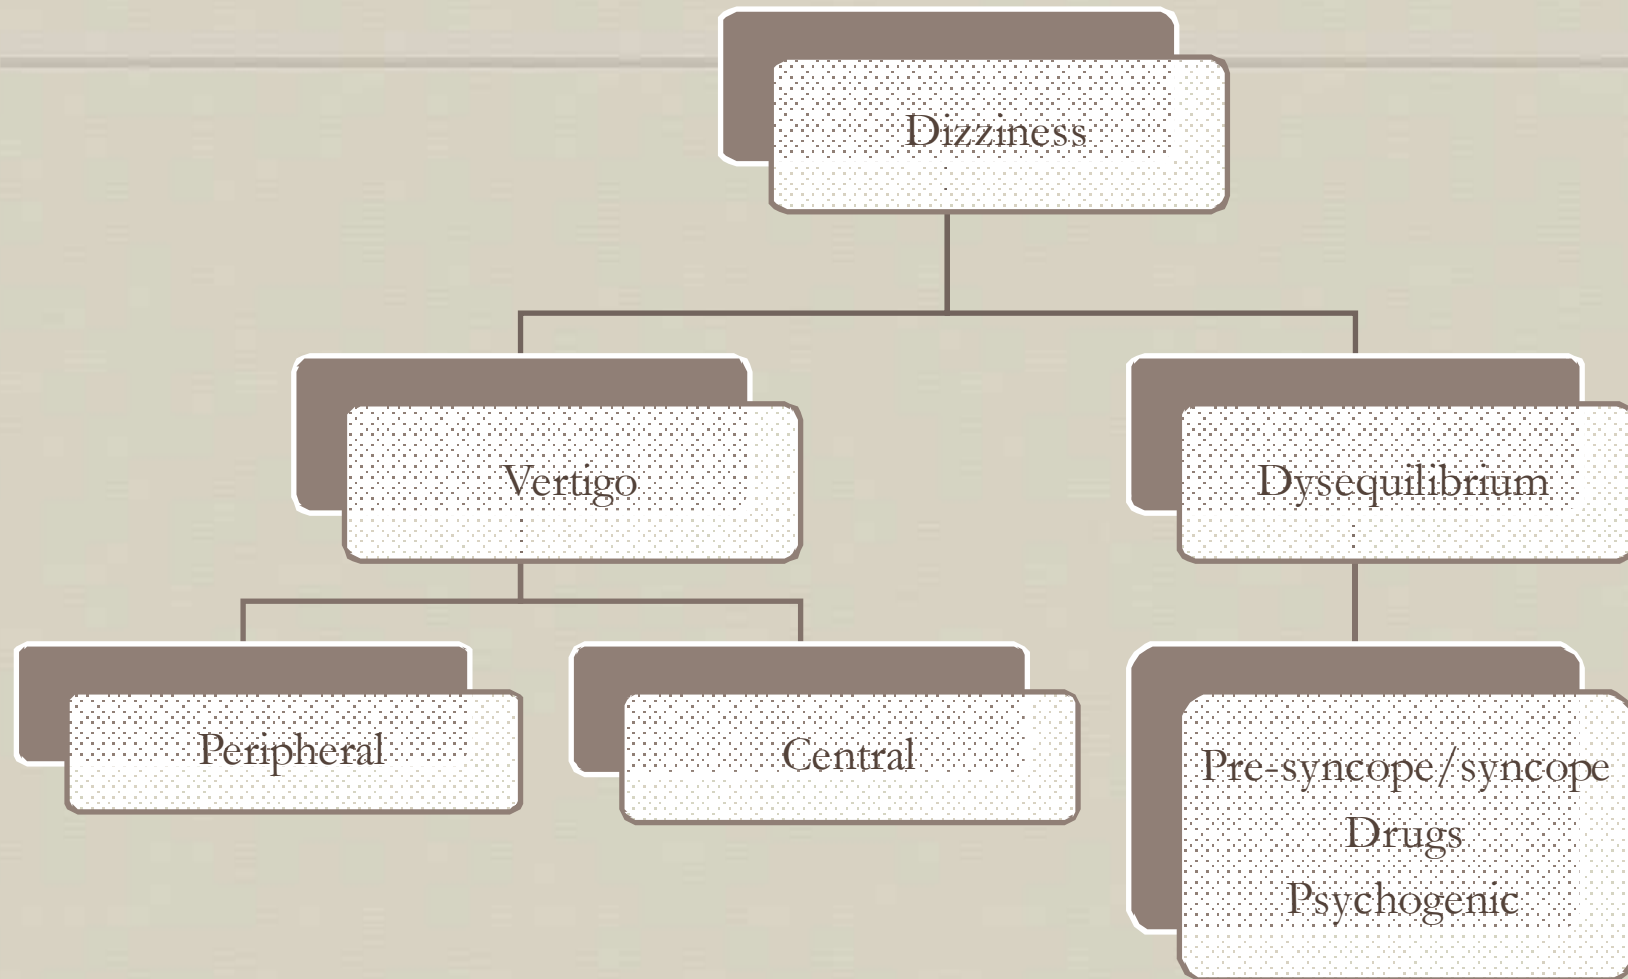 Dizziness
Vertigo
Dysequilibrium
Peripheral
Central
Pre-syncope/syncope
Drugs
Psychogenic